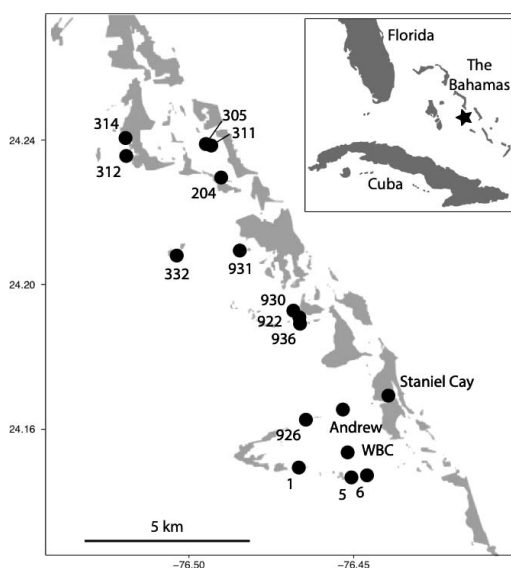 Florida
The
Bahamas
Cuba
24.24
24.20
24.16
314
305
311
312
204
332
931
930
922
936
Staniel Cay
926
Andrew
WBC
1
5
6
5 km
−76.50
−76.45